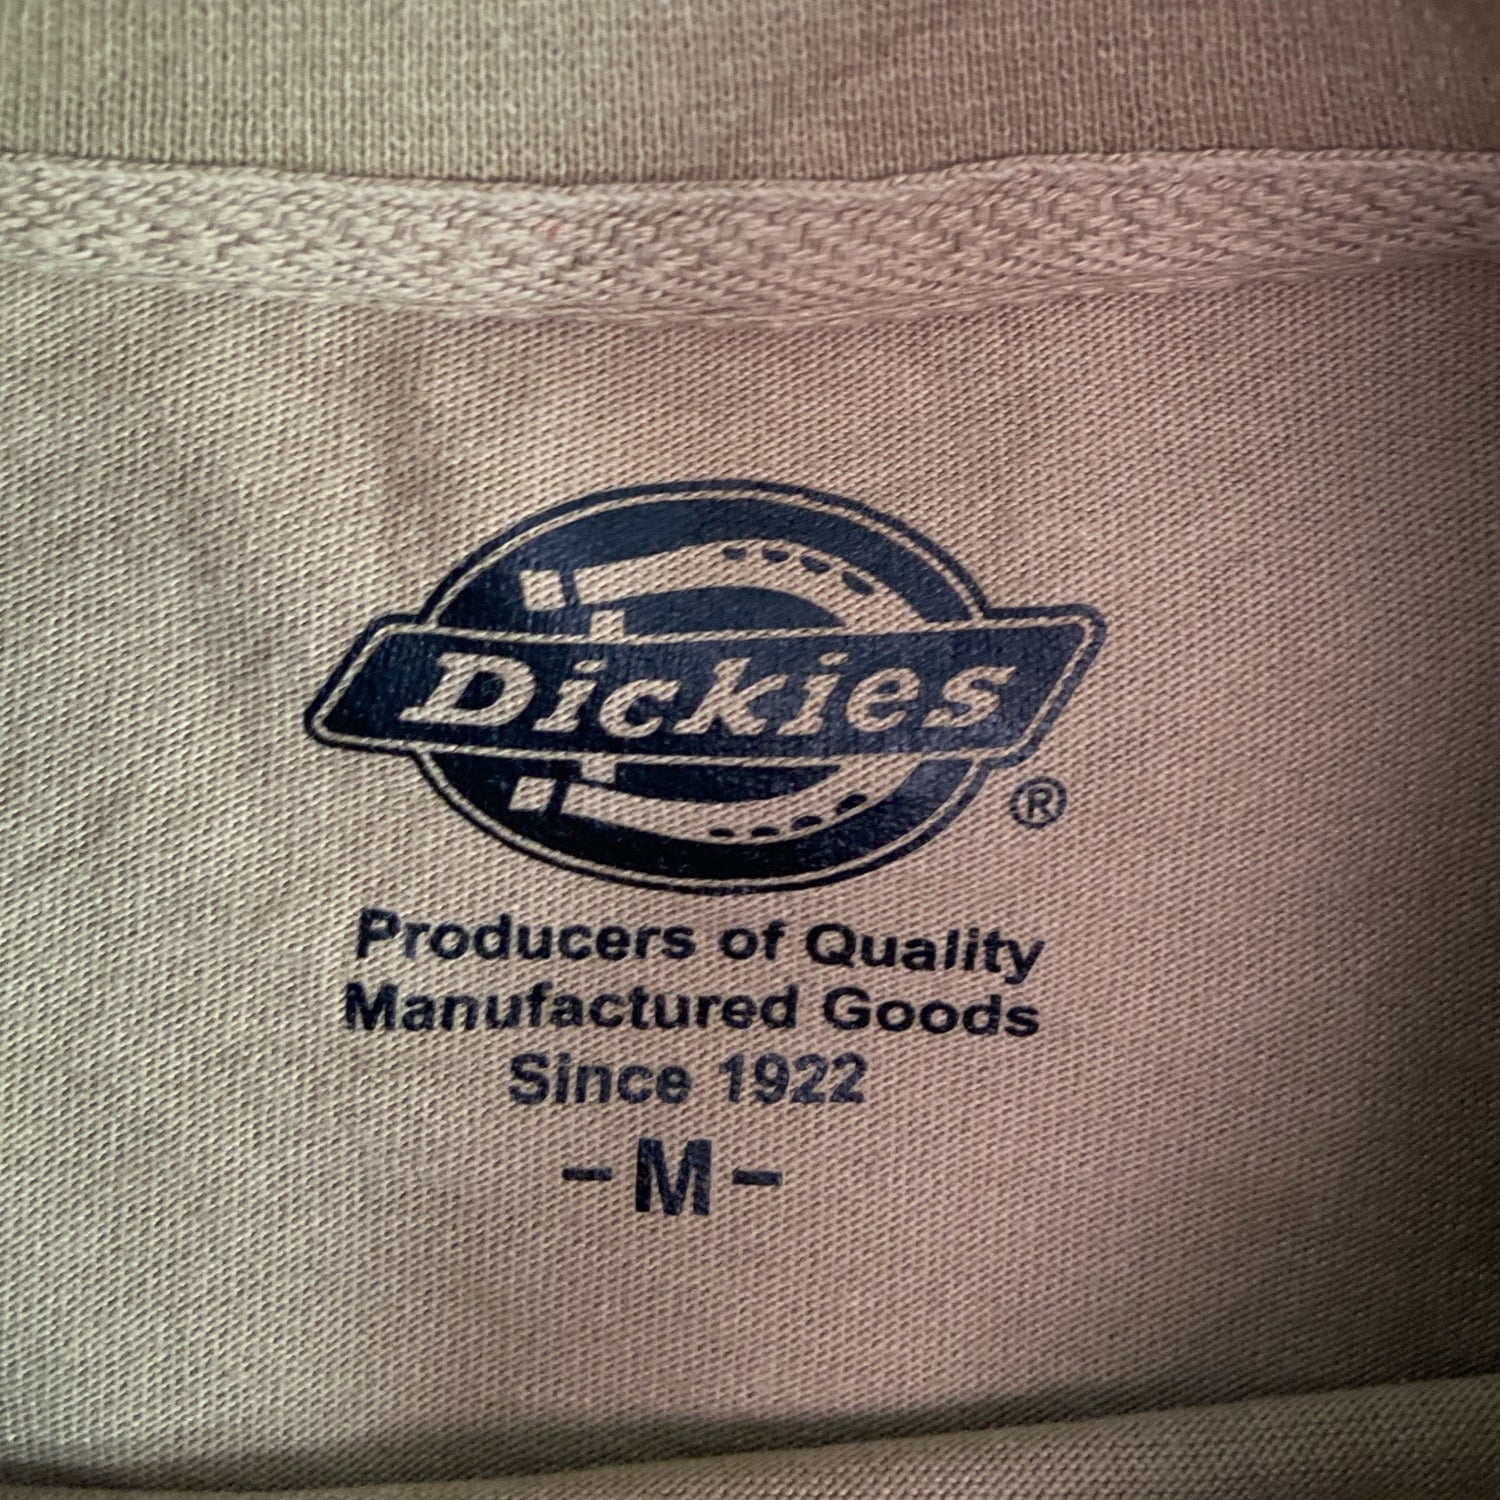 Dickies
®
Producers of Quality
Manufactured Goods
Since 1922
- M -